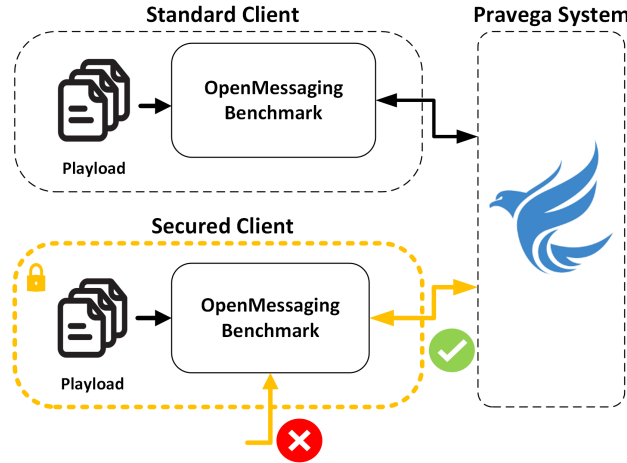 Standard Client
Pravega System
OpenMessaging
Benchmark
Playload
Secured Client
OpenMessaging
Benchmark
Playload